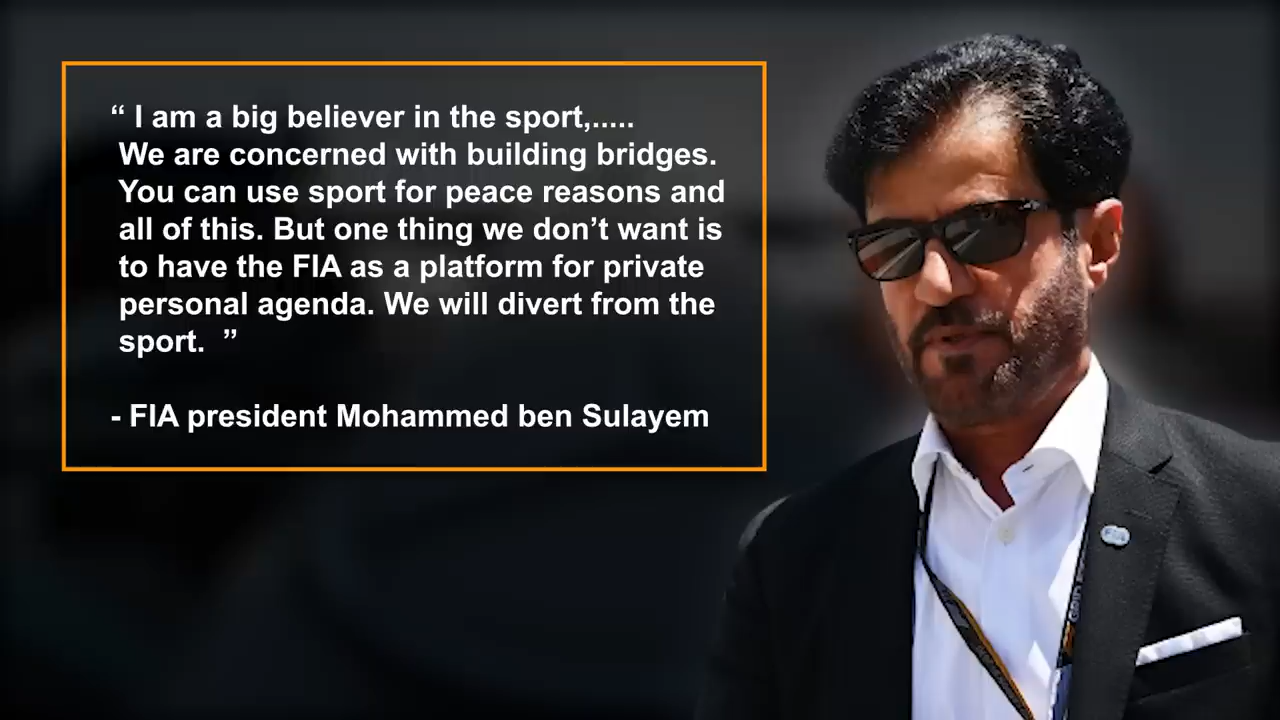 “ I am a big believer in the sport,.....
We are concerned with building bridges.
You can use sport for peace reasons and
all of this. But one thing we don’t want is
to have the FIA as a platform for private
personal agenda. We will divert from the
sport. ”
- FIA president Mohammed ben Sulayem
FIA
GRID